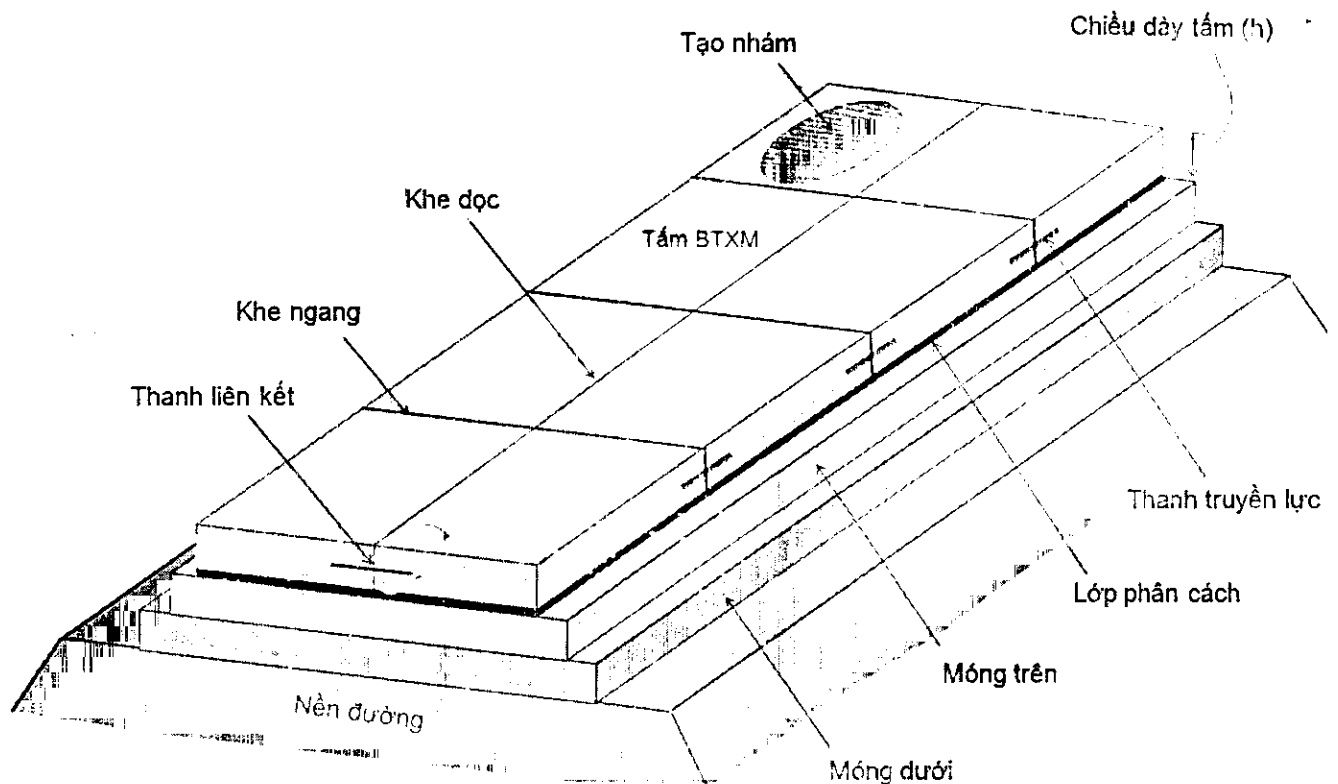 Chiều dày tấm (h)
Tạo nhám
Khe dọc
Tấm BTXM
Khe ngang
Thanh liên kết
Thanh truyền lực
Lớp phân cách
Móng trên
Nền đường
Móng dưới